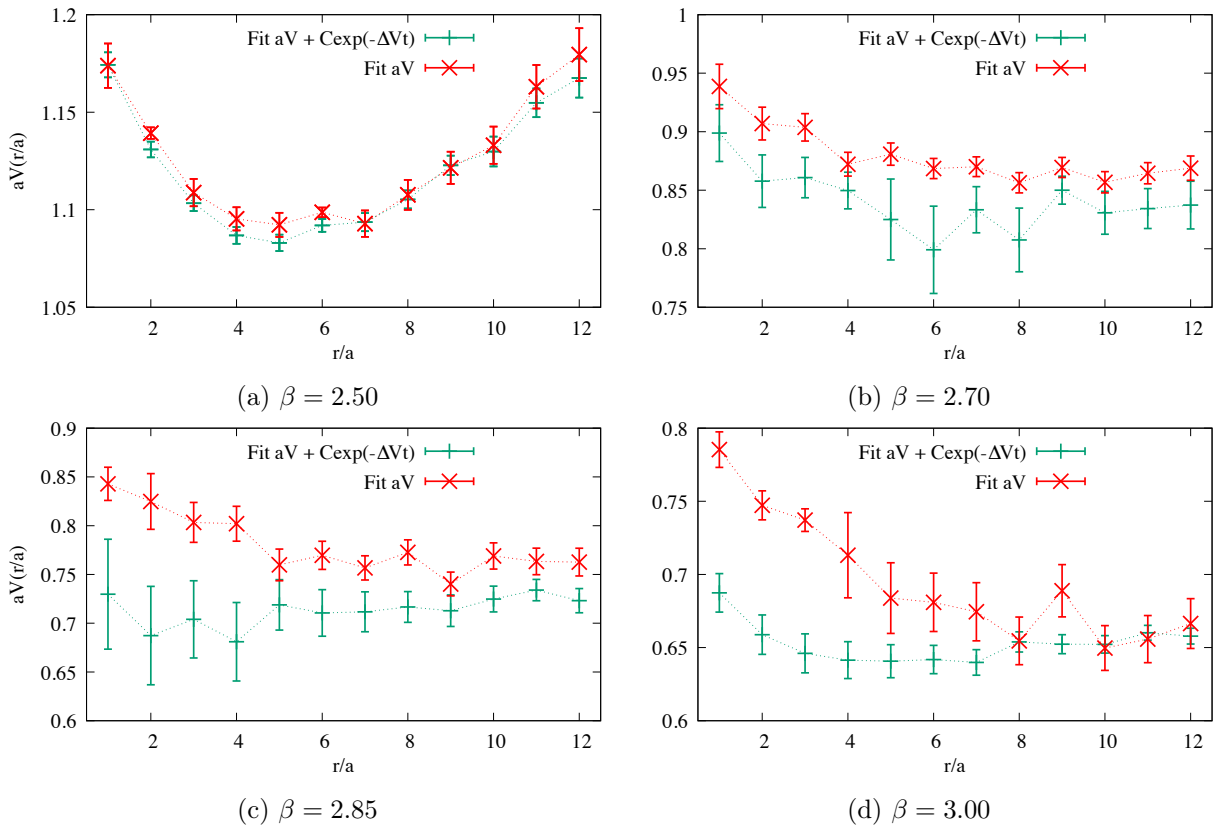 1.2
1.15
1.1
1.05
aV(r/a)
Fit aV + Cexp(-ΔVt)
Fit aV
2 4 6 8 10 12
r/a
(a) β = 2.50
1
0.95
0.9
0.85
0.8
0.75
Fit aV + Cexp(-ΔVt)
Fit aV
2 4 6 8 10 12
r/a
(b) β = 2.70
0.9
0.85
0.8
0.75
0.7
0.65
0.6
aV(r/a)
Fit aV + Cexp(-ΔVt)
Fit aV
2 4 6 8 10 12
r/a
(c) β = 2.85
0.8
0.75
0.7
0.65
0.6
Fit aV + Cexp(-ΔVt)
Fit aV
2 4 6 8 10 12
r/a
(d) β = 3.00